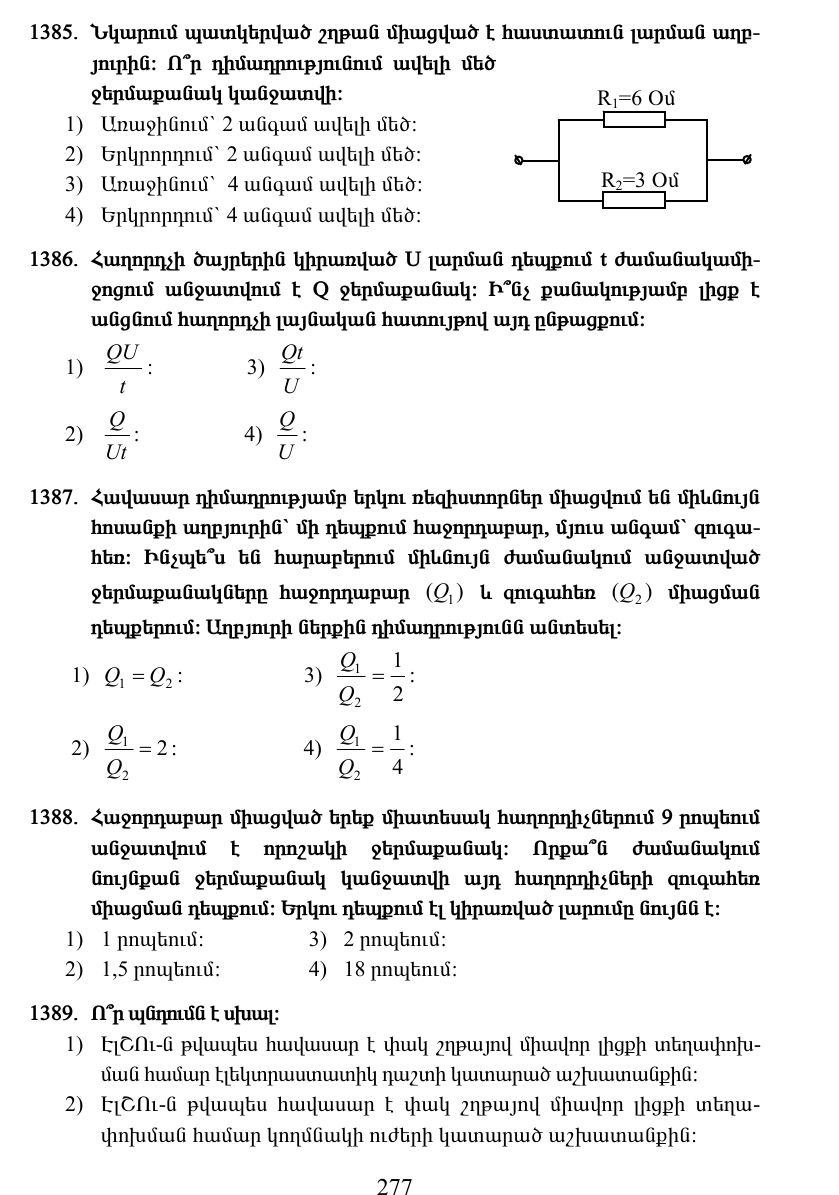 1385. Նկարում պատկերված շղթան միացված է հաստատուն լարման աղբ-
յուրին: Ո՞ր դիմադրությունում ավելի մեծ
ջերմաքանակ կանջատվի:
1) Առաջինում՝ 2 անգամ ավելի մեծ:
2) Երկրորդում՝ 2 անգամ ավելի մեծ:
3) Առաջինում՝ 4 անգամ ավելի մեծ:
4) Երկրորդում՝ 4 անգամ ավելի մեծ:
R₁=6 Օմ
R₂=3 Օմ
1386. Հաղորդչի ծայրերին կիրառված U լարման դեպքում t ժամանակամի-
ջոցում անջատվում է Q ջերմաքանակ: Ի՞նչ քանակությամբ լիցք է
անցնում հաղորդչի լայնական հատույթով այդ ընթացքում:
1) QU/t : 3) Qt/U :
2) Q/Ut : 4) Q/U :
1387. Հավասար դիմադրությամբ երկու ռեզիստորներ միացվում են միևնույն
հոսանքի աղբյուրին՝ մի դեպքում հաջորդաբար, մյուս անգամ՝ զուգա-
հեռ: Ինչպե՞ս են հարաբերում միևնույն ժամանակում անջատված
ջերմաքանակները հաջորդաբար (Q₁) և զուգահեռ (Q₂) միացման
դեպքերում: Աղբյուրի ներքին դիմադրությունն անտեսել:
1) Q₁ = Q₂ : 3) Q₁/Q₂ = 1/2 :
2) Q₁/Q₂ = 2 : 4) Q₁/Q₂ = 1/4 :
1388. Հաջորդաբար միացված երեք միատեսակ հաղորդիչներում 9 րոպեում
անջատվում է որոշակի ջերմաքանակ: Որքա՞ն ժամանակում
նույնքան ջերմաքանակ կանջատվի այդ հաղորդիչների զուգահեռ
միացման դեպքում: Երկու դեպքում էլ կիրառված լարումը նույնն է:
1) 1 րոպեում: 3) 2 րոպեում:
2) 1,5 րոպեում: 4) 18 րոպեում:
1389. Ո՞ր պնդումն է սխալ:
1) ԷլՇՈւ-ն թվապես հավասար է փակ շղթայով միավոր լիցքի տեղափոխ-
ման համար էլեկտրաստատիկ դաշտի կատարած աշխատանքին:
2) ԷլՇՈւ-ն թվապես հավասար է փակ շղթայով միավոր լիցքի տեղա-
փոխման համար կողմնակի ուժերի կատարած աշխատանքին:
277